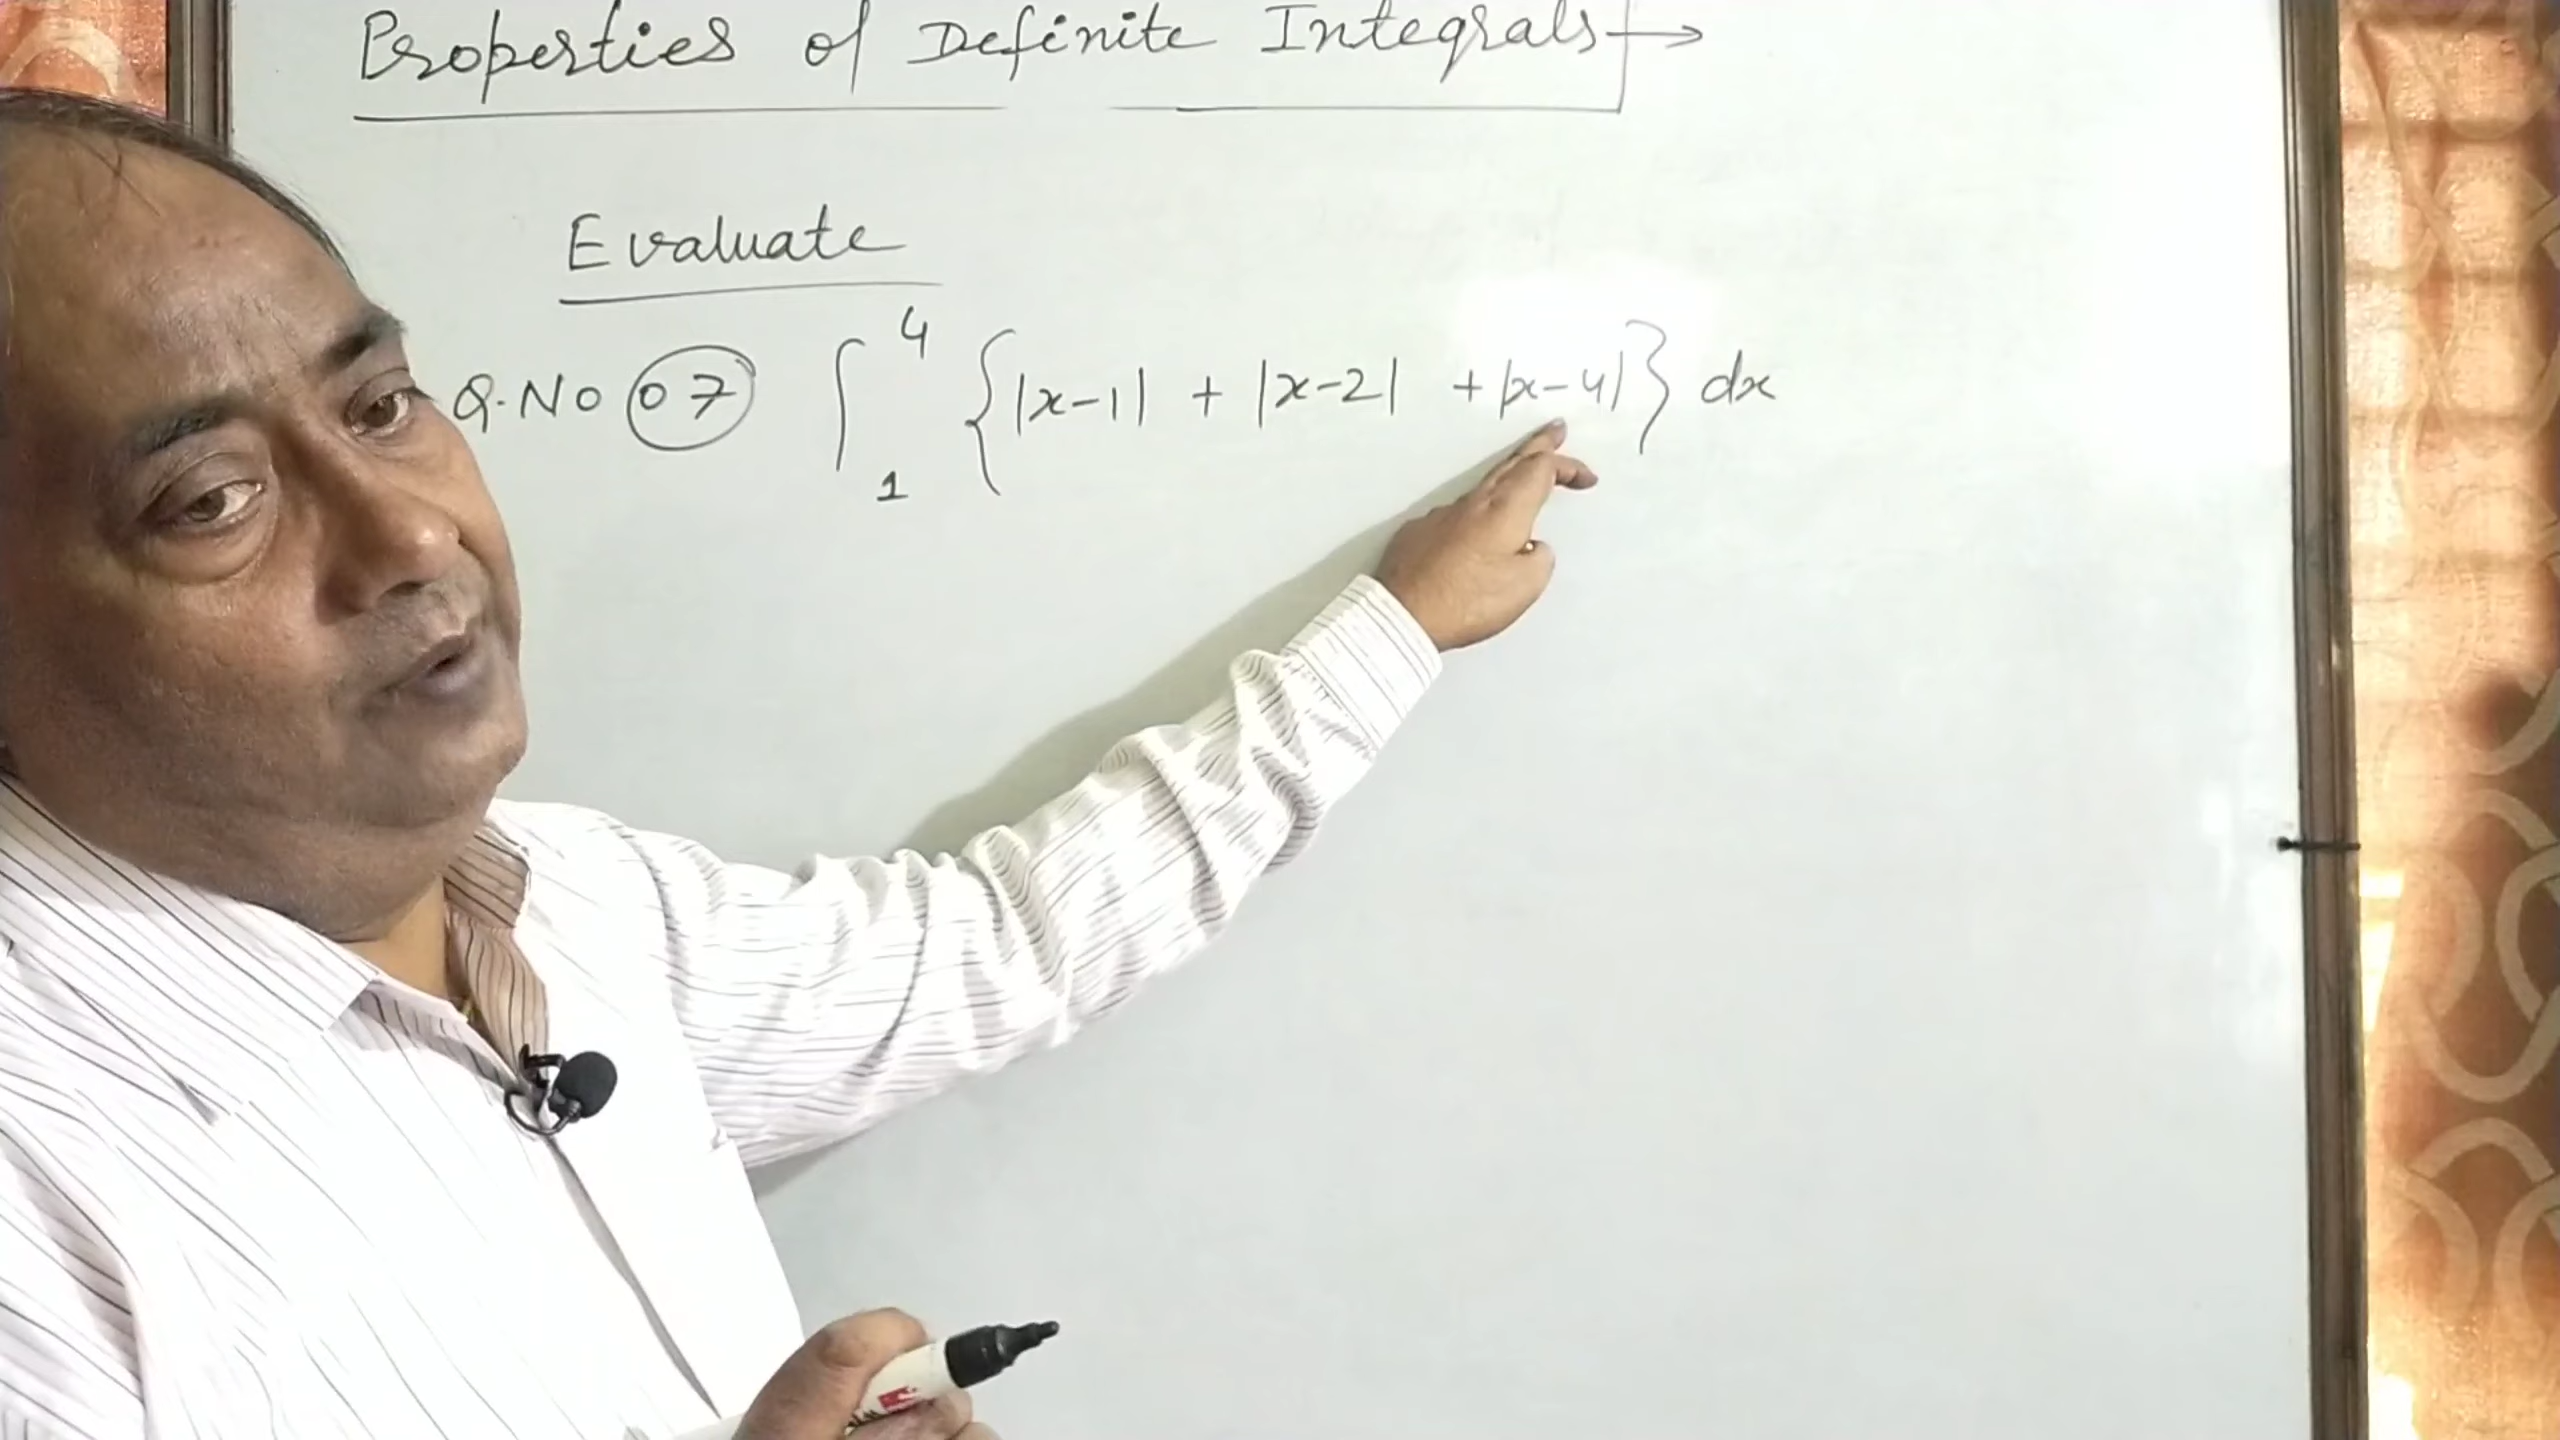 Properties of Definite Integrals →
Evaluate
Q.No 07 ∫₁⁴ {|x-1| + |x-2| + |x-4|} dx